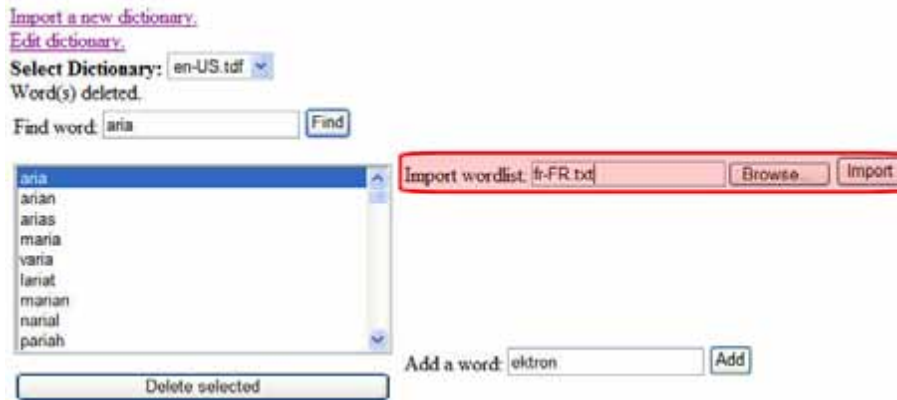 Import a new dictionary.
Edit dictionary.
Select Dictionary: en-US.tdf
Word(s) deleted.
Find word: aria Find
Import wordlist: fr-FR.txt Browse... Import
aria
arian
arias
maria
varia
lariat
marian
narial
pariah
Add a word: ektron Add
Delete selected